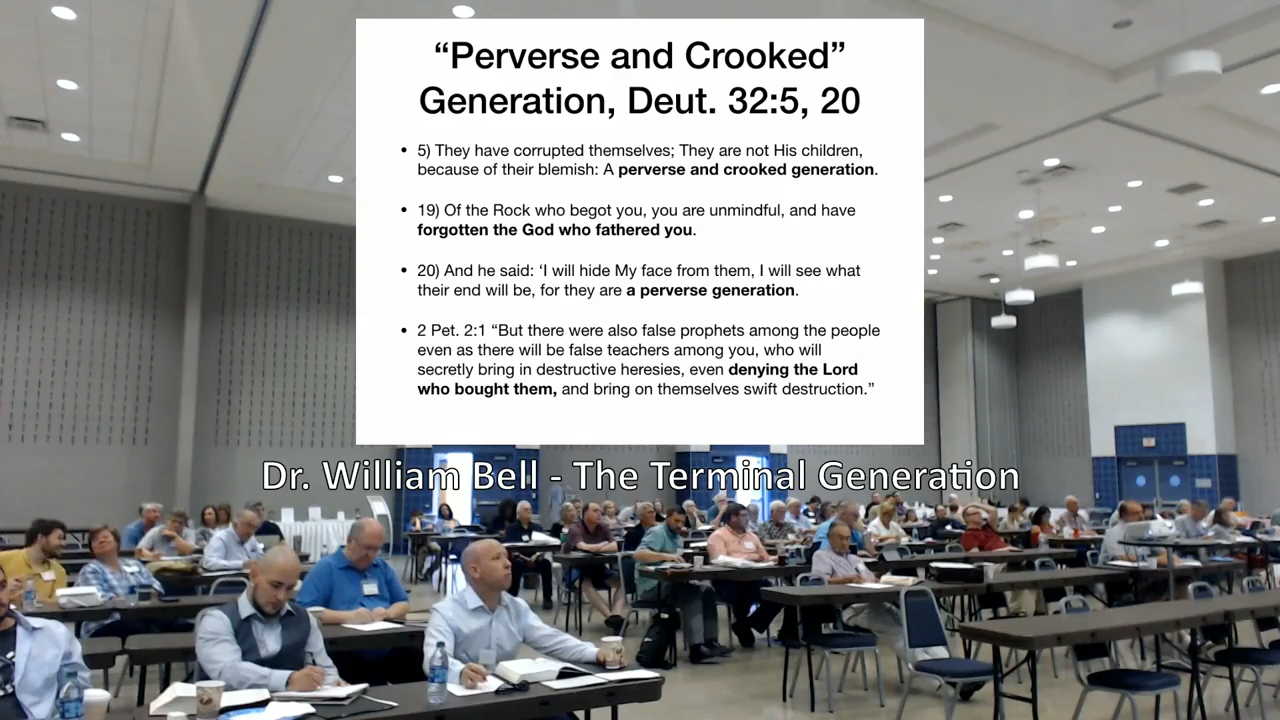 “Perverse and Crooked”
Generation, Deut. 32:5, 20
• 5) They have corrupted themselves; They are not His children,
because of their blemish: A perverse and crooked generation.
• 19) Of the Rock who begot you, you are unmindful, and have
forgotten the God who fathered you.
• 20) And he said: ‘I will hide My face from them, I will see what
their end will be, for they are a perverse generation.
• 2 Pet. 2:1 “But there were also false prophets among the people
even as there will be false teachers among you, who will
secretly bring in destructive heresies, even denying the Lord
who bought them, and bring on themselves swift destruction.”
Dr. William Bell - The Terminal Generation